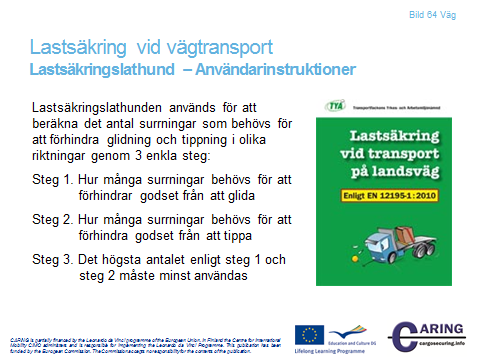 Bild 64 Väg
Lastsäkring vid vägtransport
Lastsäkringslathund – Användarinstruktioner
Lastsäkringslathunden används för att
beräkna det antal surrningar som behövs för
att förhindra glidning och tippning i olika
riktningar genom 3 enkla steg:
Steg 1. Hur många surrningar behövs för att
förhindrar godset från att glida
Steg 2. Hur många surrningar behövs för att
förhindra godset från att tippa
Steg 3. Det högsta antalet enligt steg 1 och
steg 2 måste minst användas
TYA Transportfackens Yrkes- och Arbetsmiljönämnd
Lastsäkring
vid transport
på landsväg
Enligt EN 12195-1:2010
CARING is partially financed by the Leonardo da Vinci programme of the European Union. In Finland the Centre for International
Mobility CIMO administers and is responsible for implementing the Leonardo da Vinci Programme. This publication has been
funded by the European Commission. The Commission accepts no responsibility for the contents of the publication.
Education and Culture DG
Lifelong Learning Programme
CARING
cargosecuring.info